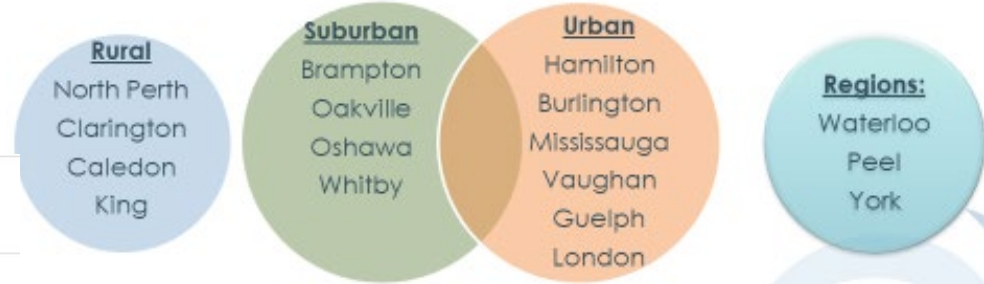 Rural
North Perth
Clarington
Caledon
King
Suburban
Brampton
Oakville
Oshawa
Whitby
Urban
Hamilton
Burlington
Mississauga
Vaughan
Guelph
London
Regions:
Waterloo
Peel
York